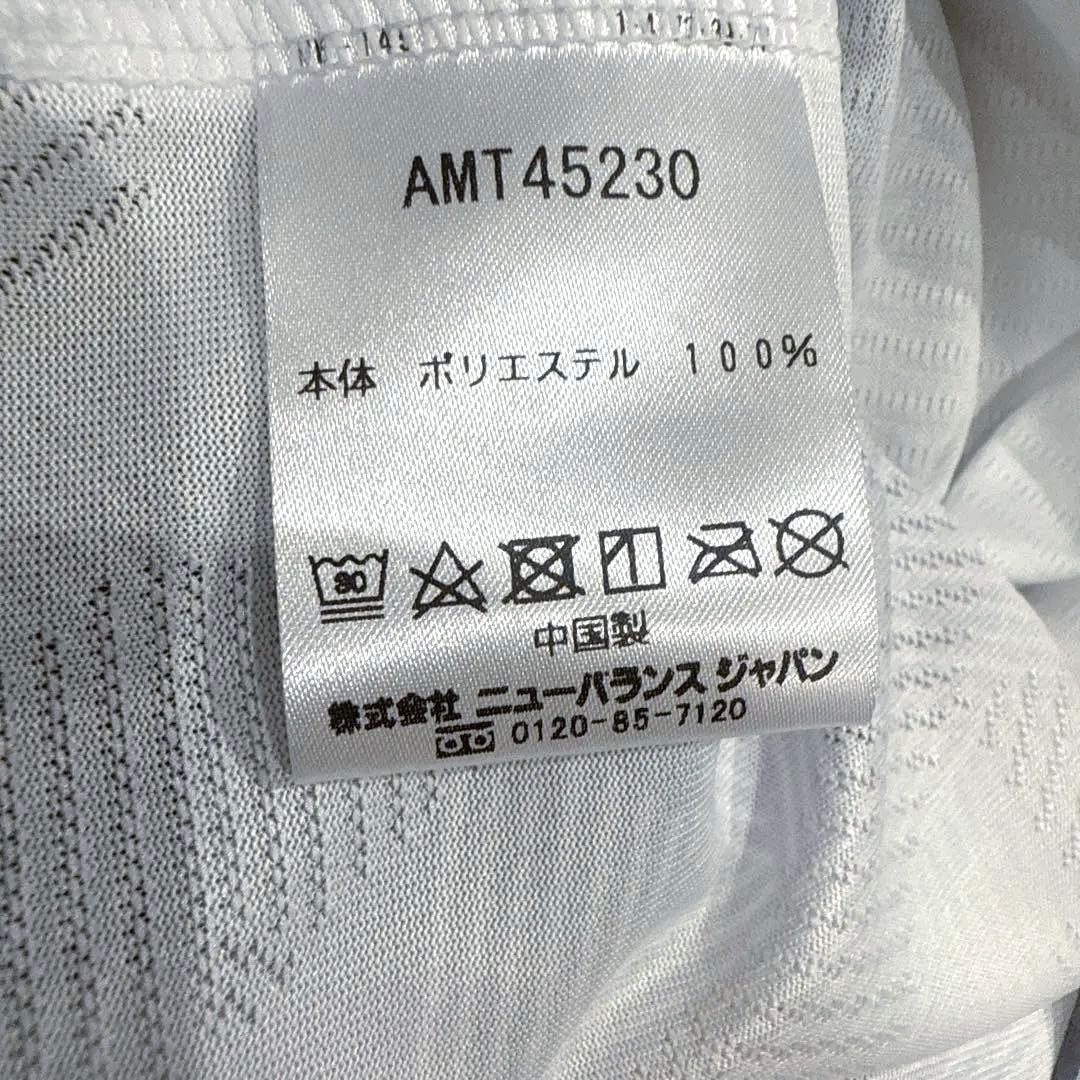 AMT45230
本体 ポリエステル 100%
30
中国製
株式会社 ニューバランス ジャパン
0120-85-7120